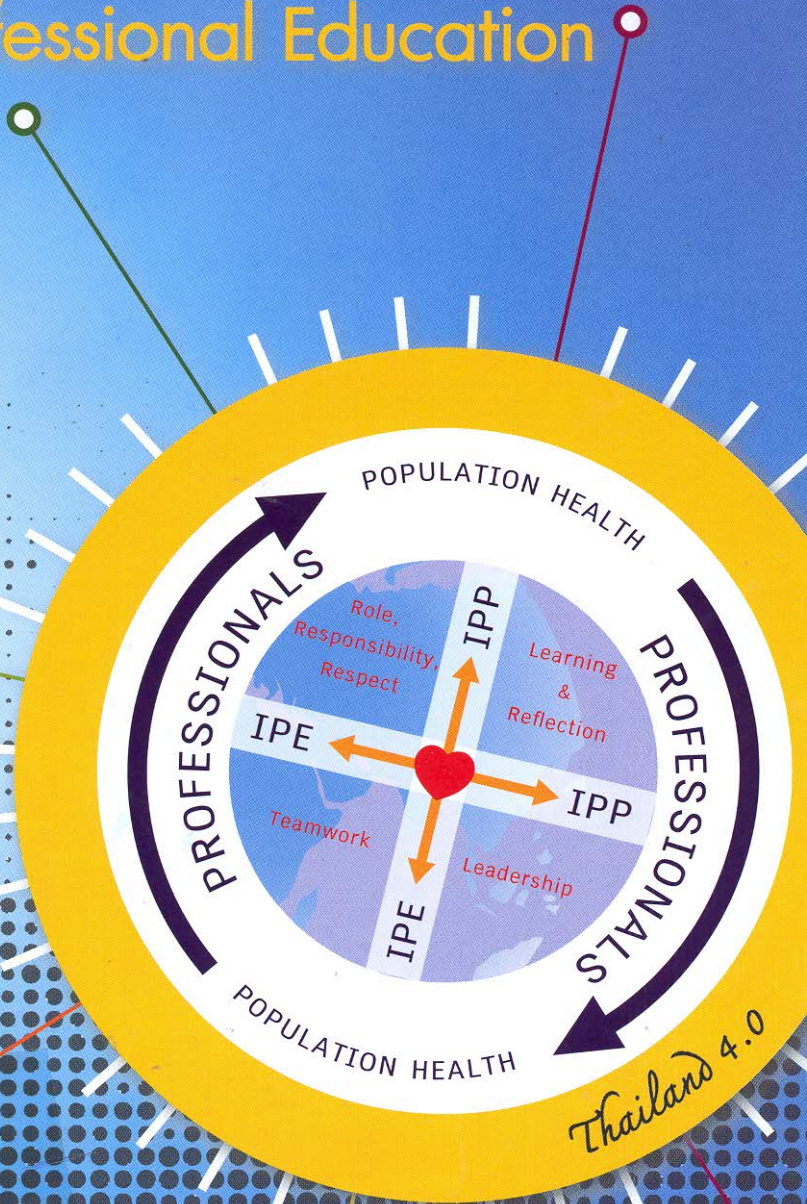 fessional Education
POPULATION HEALTH
PROFESSIONALS
PROFESSIONALS
IPP
Role,
Responsibility,
Respect
Learning
&
Reflection
IPE
IPP
Teamwork
Leadership
IPE
POPULATION HEALTH
Thailand 4.0